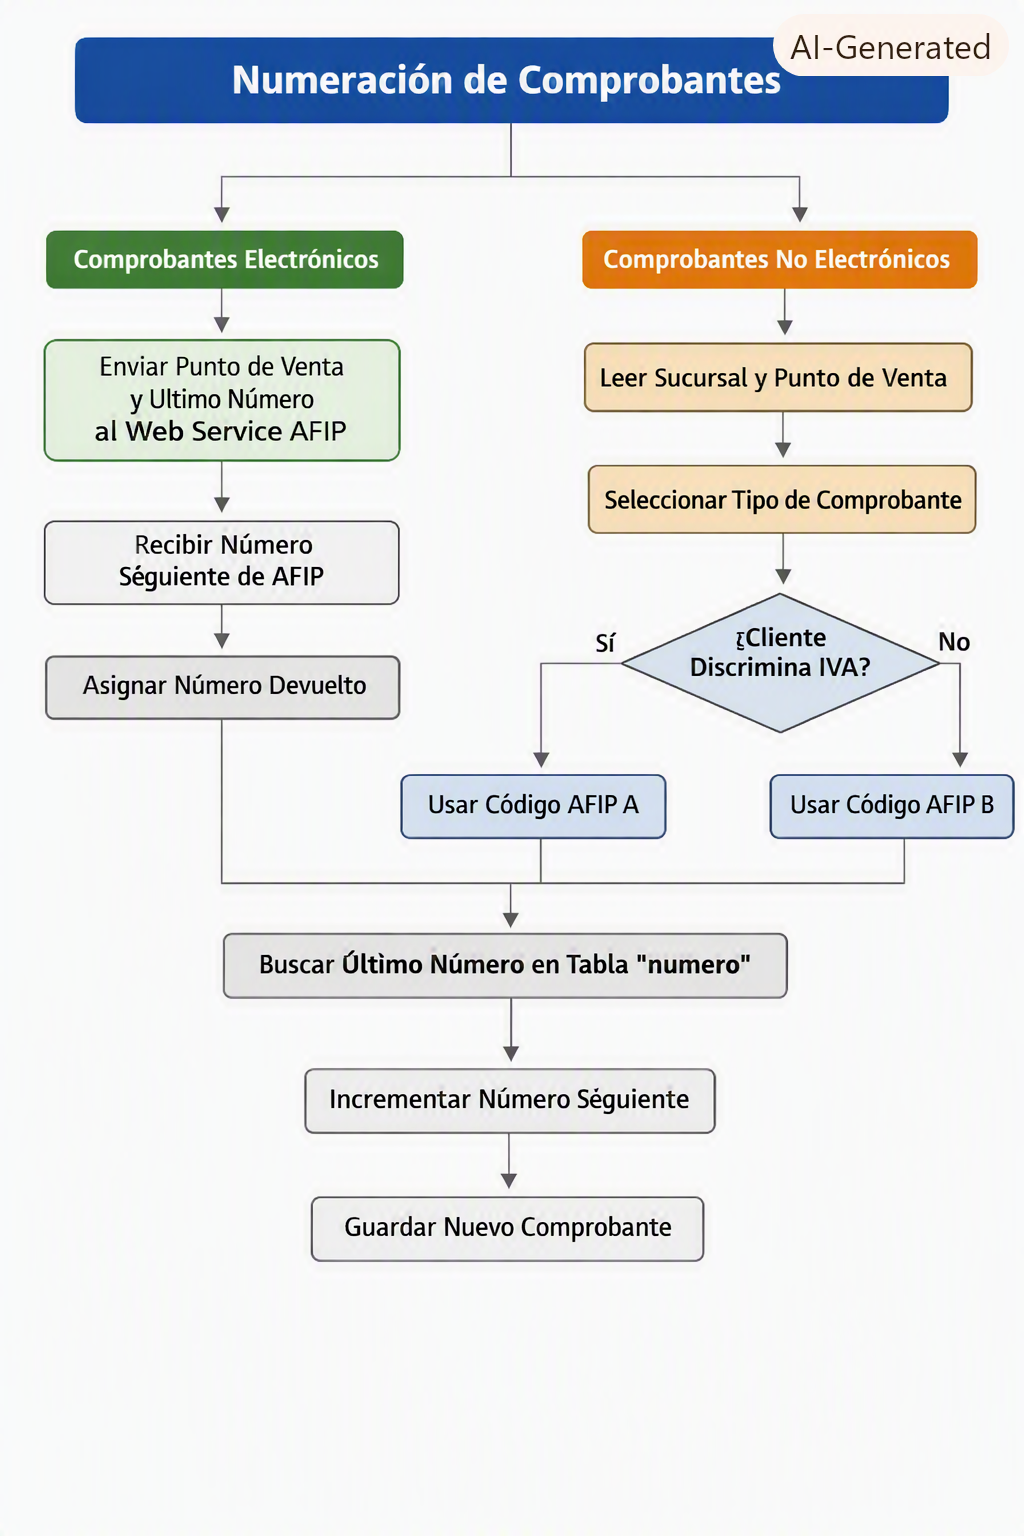 AI-Generated
Numeración de Comprobantes
Comprobantes Electrónicos
Comprobantes No Electrónicos
Enviar Punto de Venta
y Ultimo Número
al Web Service AFIP
Leer Sucursal y Punto de Venta
Seleccionar Tipo de Comprobante
Recibir Número
Séguiente de AFIP
Asignar Número Devuelto
¿Cliente
Discrimina IVA?
Sí
No
Usar Código AFIP A
Usar Código AFIP B
Buscar Último Número en Tabla "numero"
Incrementar Número Séguiente
Guardar Nuevo Comprobante